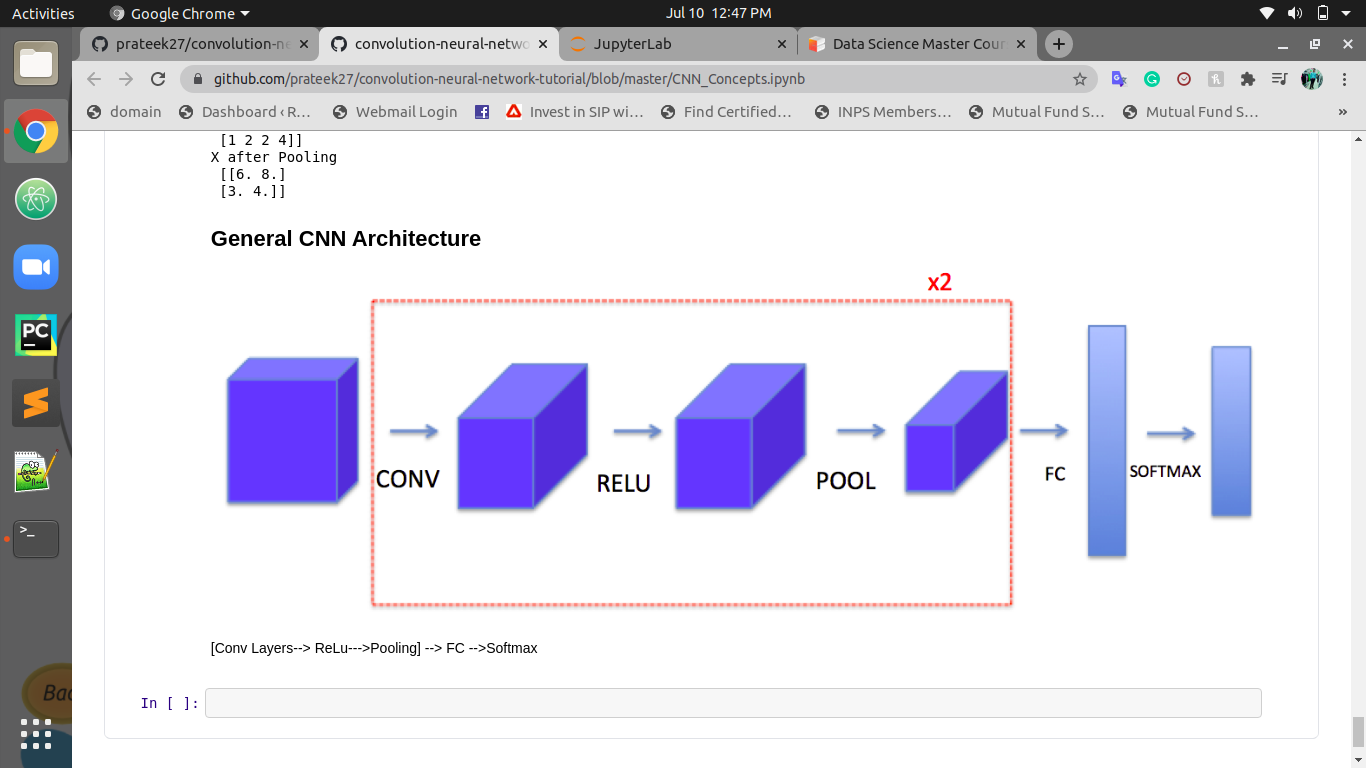 Activities
Google Chrome
Jul 10 12:47 PM
prateek27/convolution-ne
convolution-neural-netwo
JupyterLab
Data Science Master Cour
github.com/prateek27/convolution-neural-network-tutorial/blob/master/CNN_Concepts.ipynb
domain
Dashboard ‹ R…
Webmail Login
Invest in SIP wi…
Find Certified…
INPS Members…
Mutual Fund S…
Mutual Fund S…
»
[1 2 2 4]]
X after Pooling
[[6. 8.]
[3. 4.]]
General CNN Architecture
x2
CONV
RELU
POOL
FC
SOFTMAX
[Conv Layers--> ReLu--->Pooling] --> FC -->Softmax
In [ ]:
PC
>_